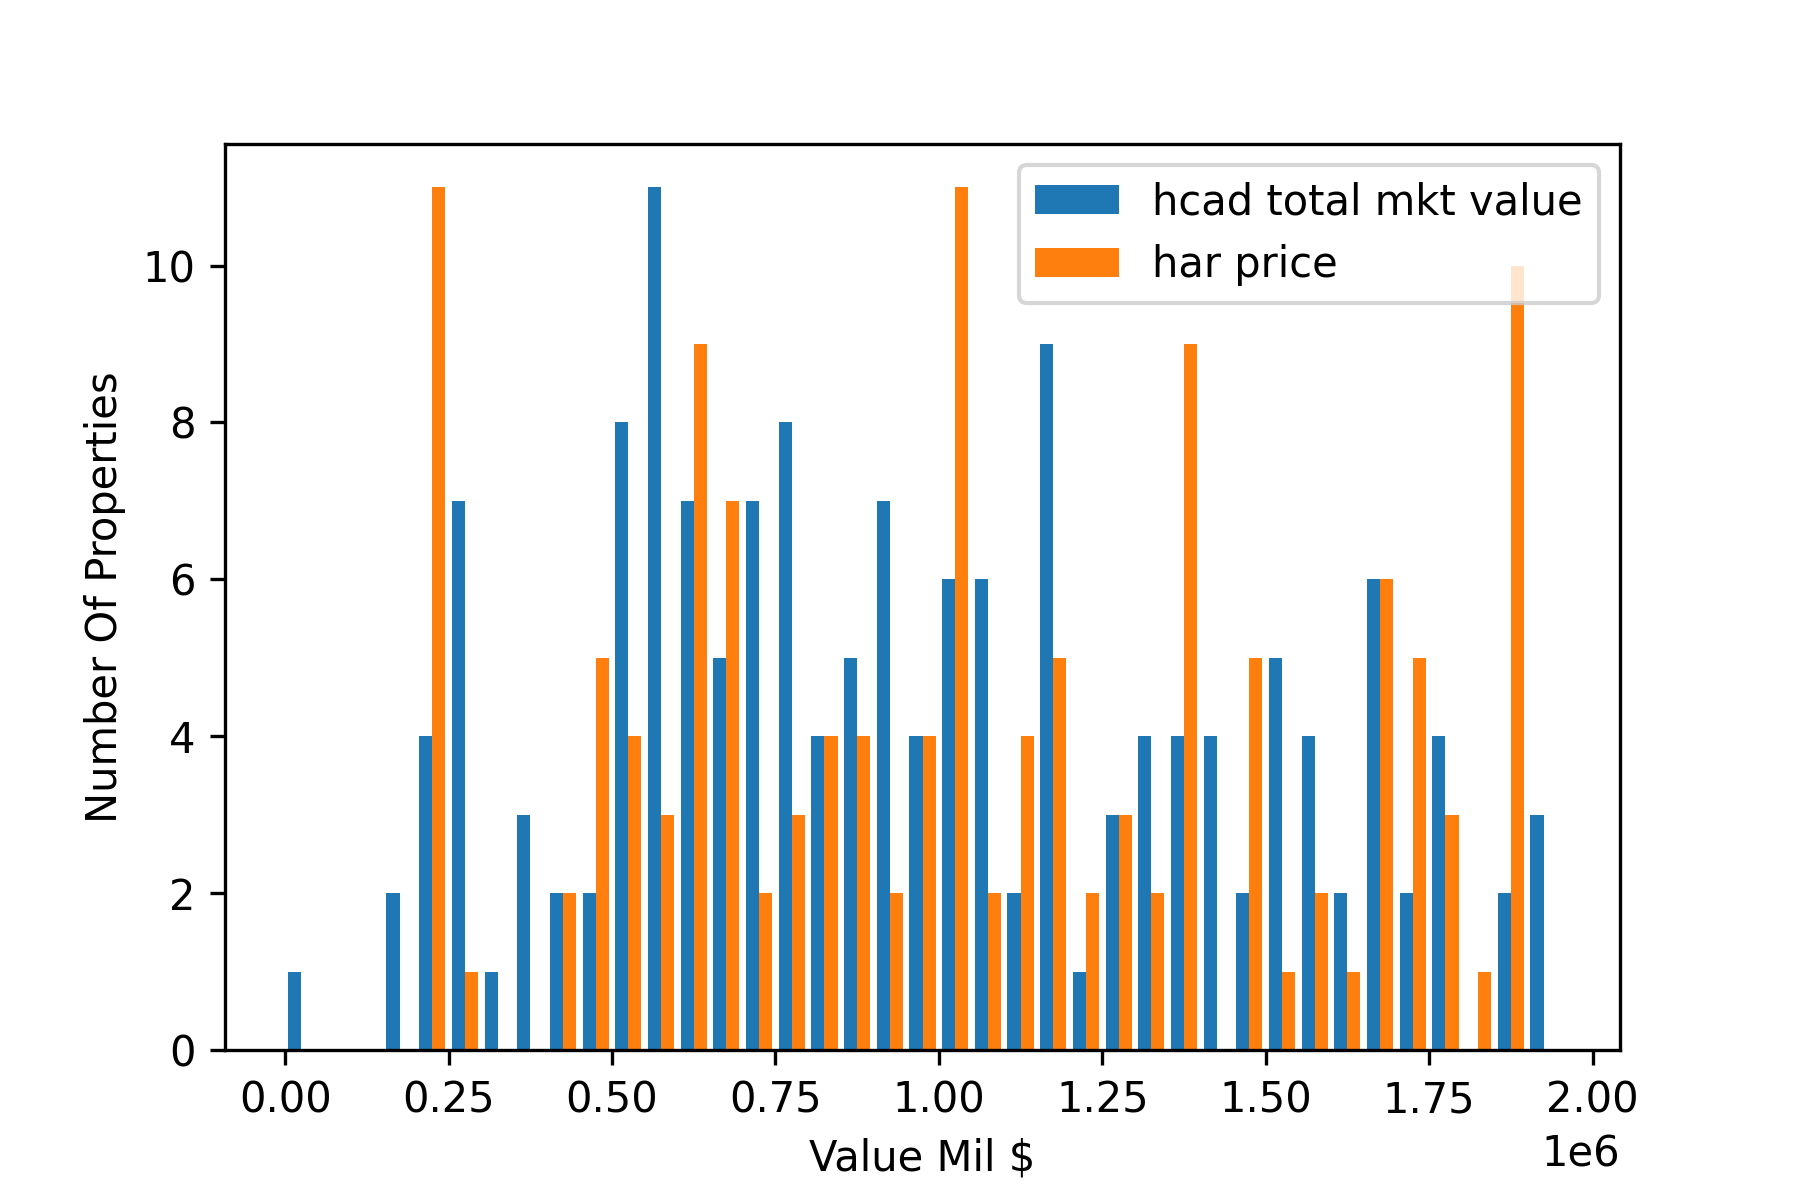 hcad total mkt value
har price
10
8
6
4
2
0
Number Of Properties
0.00 0.25 0.50 0.75 1.00 1.25 1.50 1.75 2.00
1e6
Value Mil $